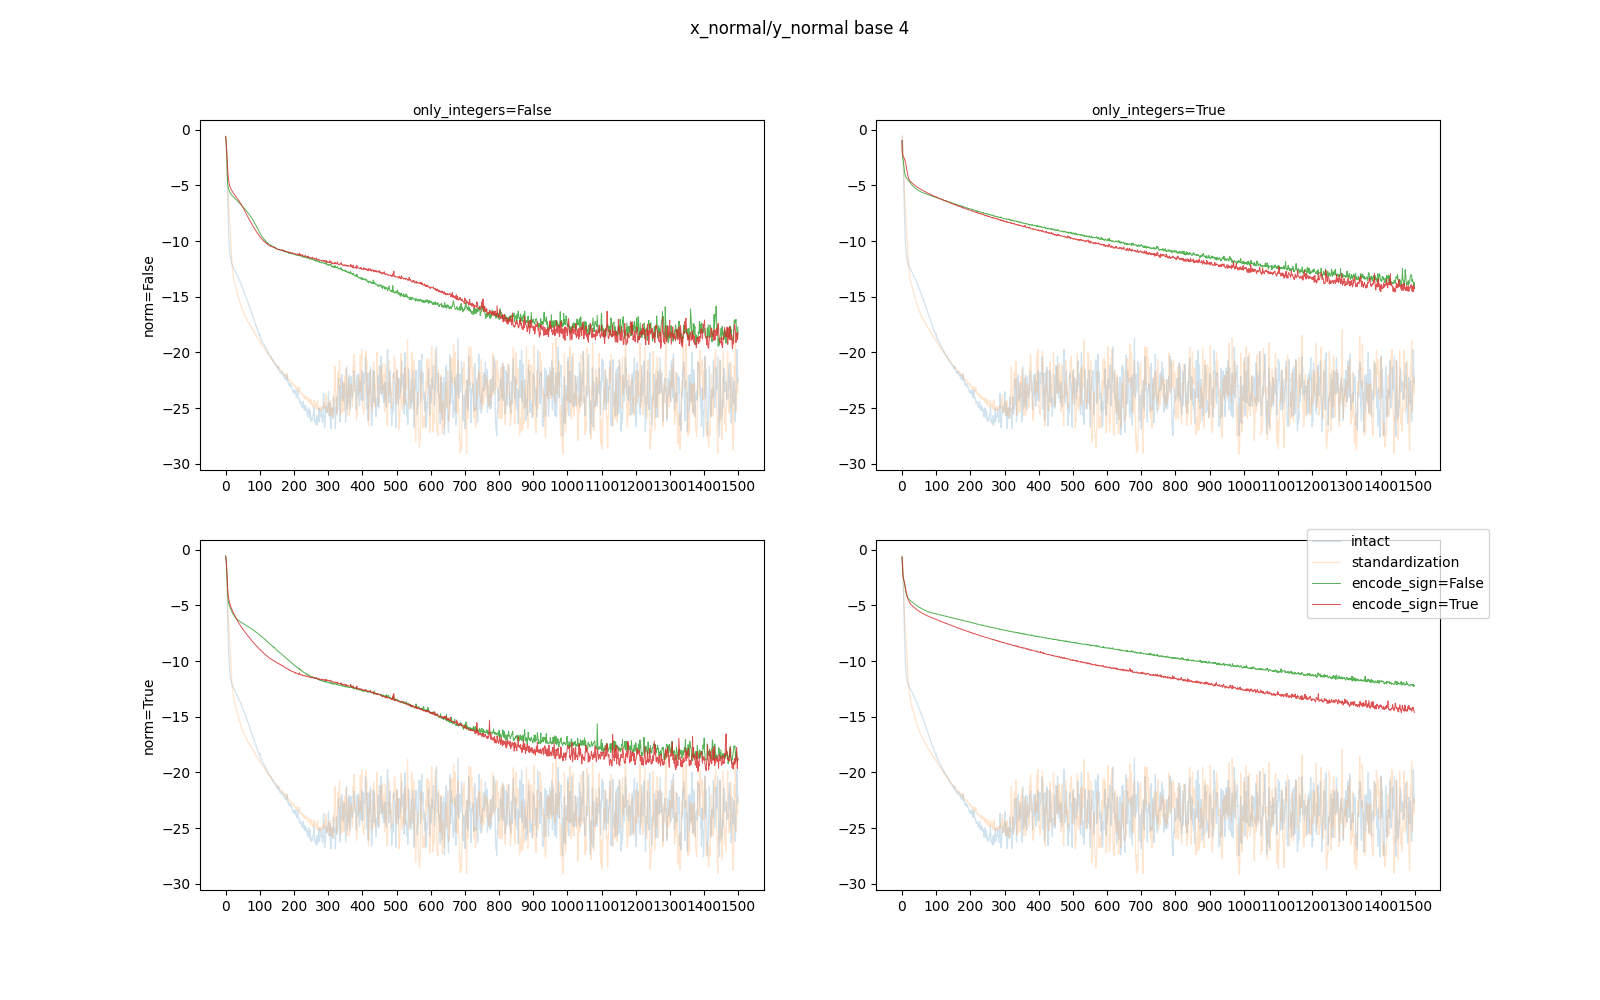 x_normal/y_normal base 4
only_integers=False
only_integers=True
norm=False
0
−5
−10
−15
−20
−25
−30
0 100 200 300 400 500 600 700 800 900 1000 1100 1200 1300 1400 1500
0
−5
−10
−15
−20
−25
−30
0 100 200 300 400 500 600 700 800 900 1000 1100 1200 1300 1400 1500
norm=True
0
−5
−10
−15
−20
−25
−30
0 100 200 300 400 500 600 700 800 900 1000 1100 1200 1300 1400 1500
0
−5
−10
−15
−20
−25
−30
0 100 200 300 400 500 600 700 800 900 1000 1100 1200 1300 1400 1500
intact
standardization
encode_sign=False
encode_sign=True